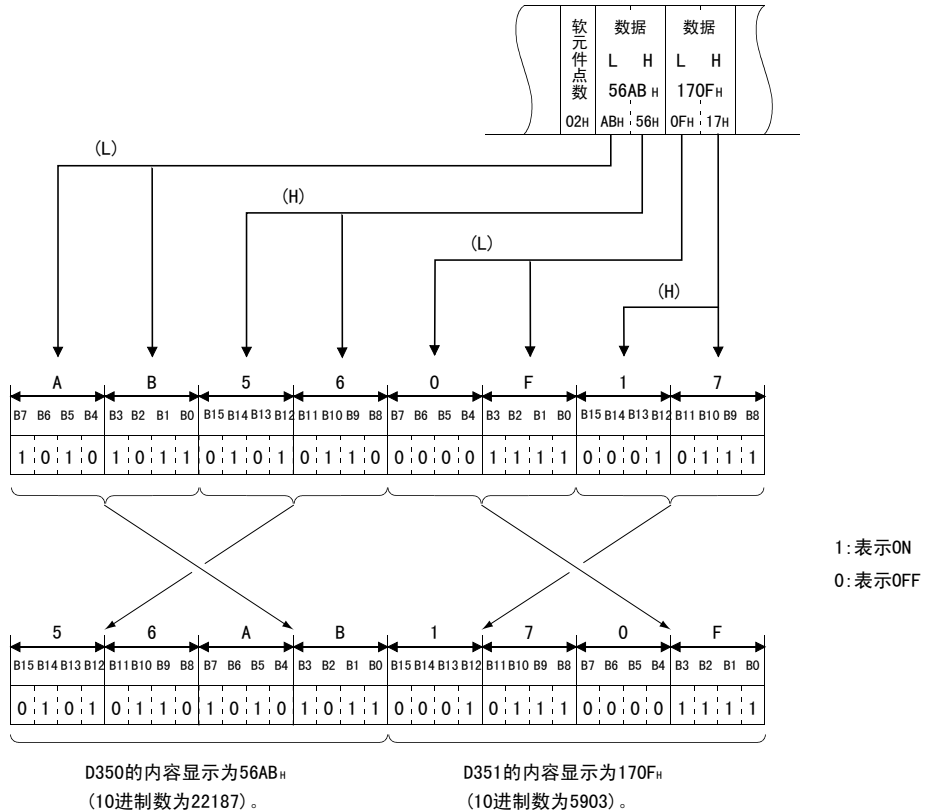 软元件点数 数据 数据
L H L H
56ABH 170FH
02H ABH 56H 0FH 17H
(L)
(H)
(L)
(H)
A B 5 6 0 F 1 7
B7 B6 B5 B4 B3 B2 B1 B0 B15 B14 B13 B12 B11 B10 B9 B8 B7 B6 B5 B4 B3 B2 B1 B0 B15 B14 B13 B12 B11 B10 B9 B8
1 0 1 0 1 0 1 1 0 1 0 1 0 1 1 0 0 0 0 0 1 1 1 1 0 0 0 1 0 1 1 1
1:表示ON
0:表示OFF
5 6 A B 1 7 0 F
B15 B14 B13 B12 B11 B10 B9 B8 B7 B6 B5 B4 B3 B2 B1 B0 B15 B14 B13 B12 B11 B10 B9 B8 B7 B6 B5 B4 B3 B2 B1 B0
0 1 0 1 0 1 1 0 1 0 1 0 1 0 1 1 0 0 0 1 0 1 1 1 0 0 0 0 1 1 1 1
D350的内容显示为56ABH
(10进制数为22187)。
D351的内容显示为170FH
(10进制数为5903)。